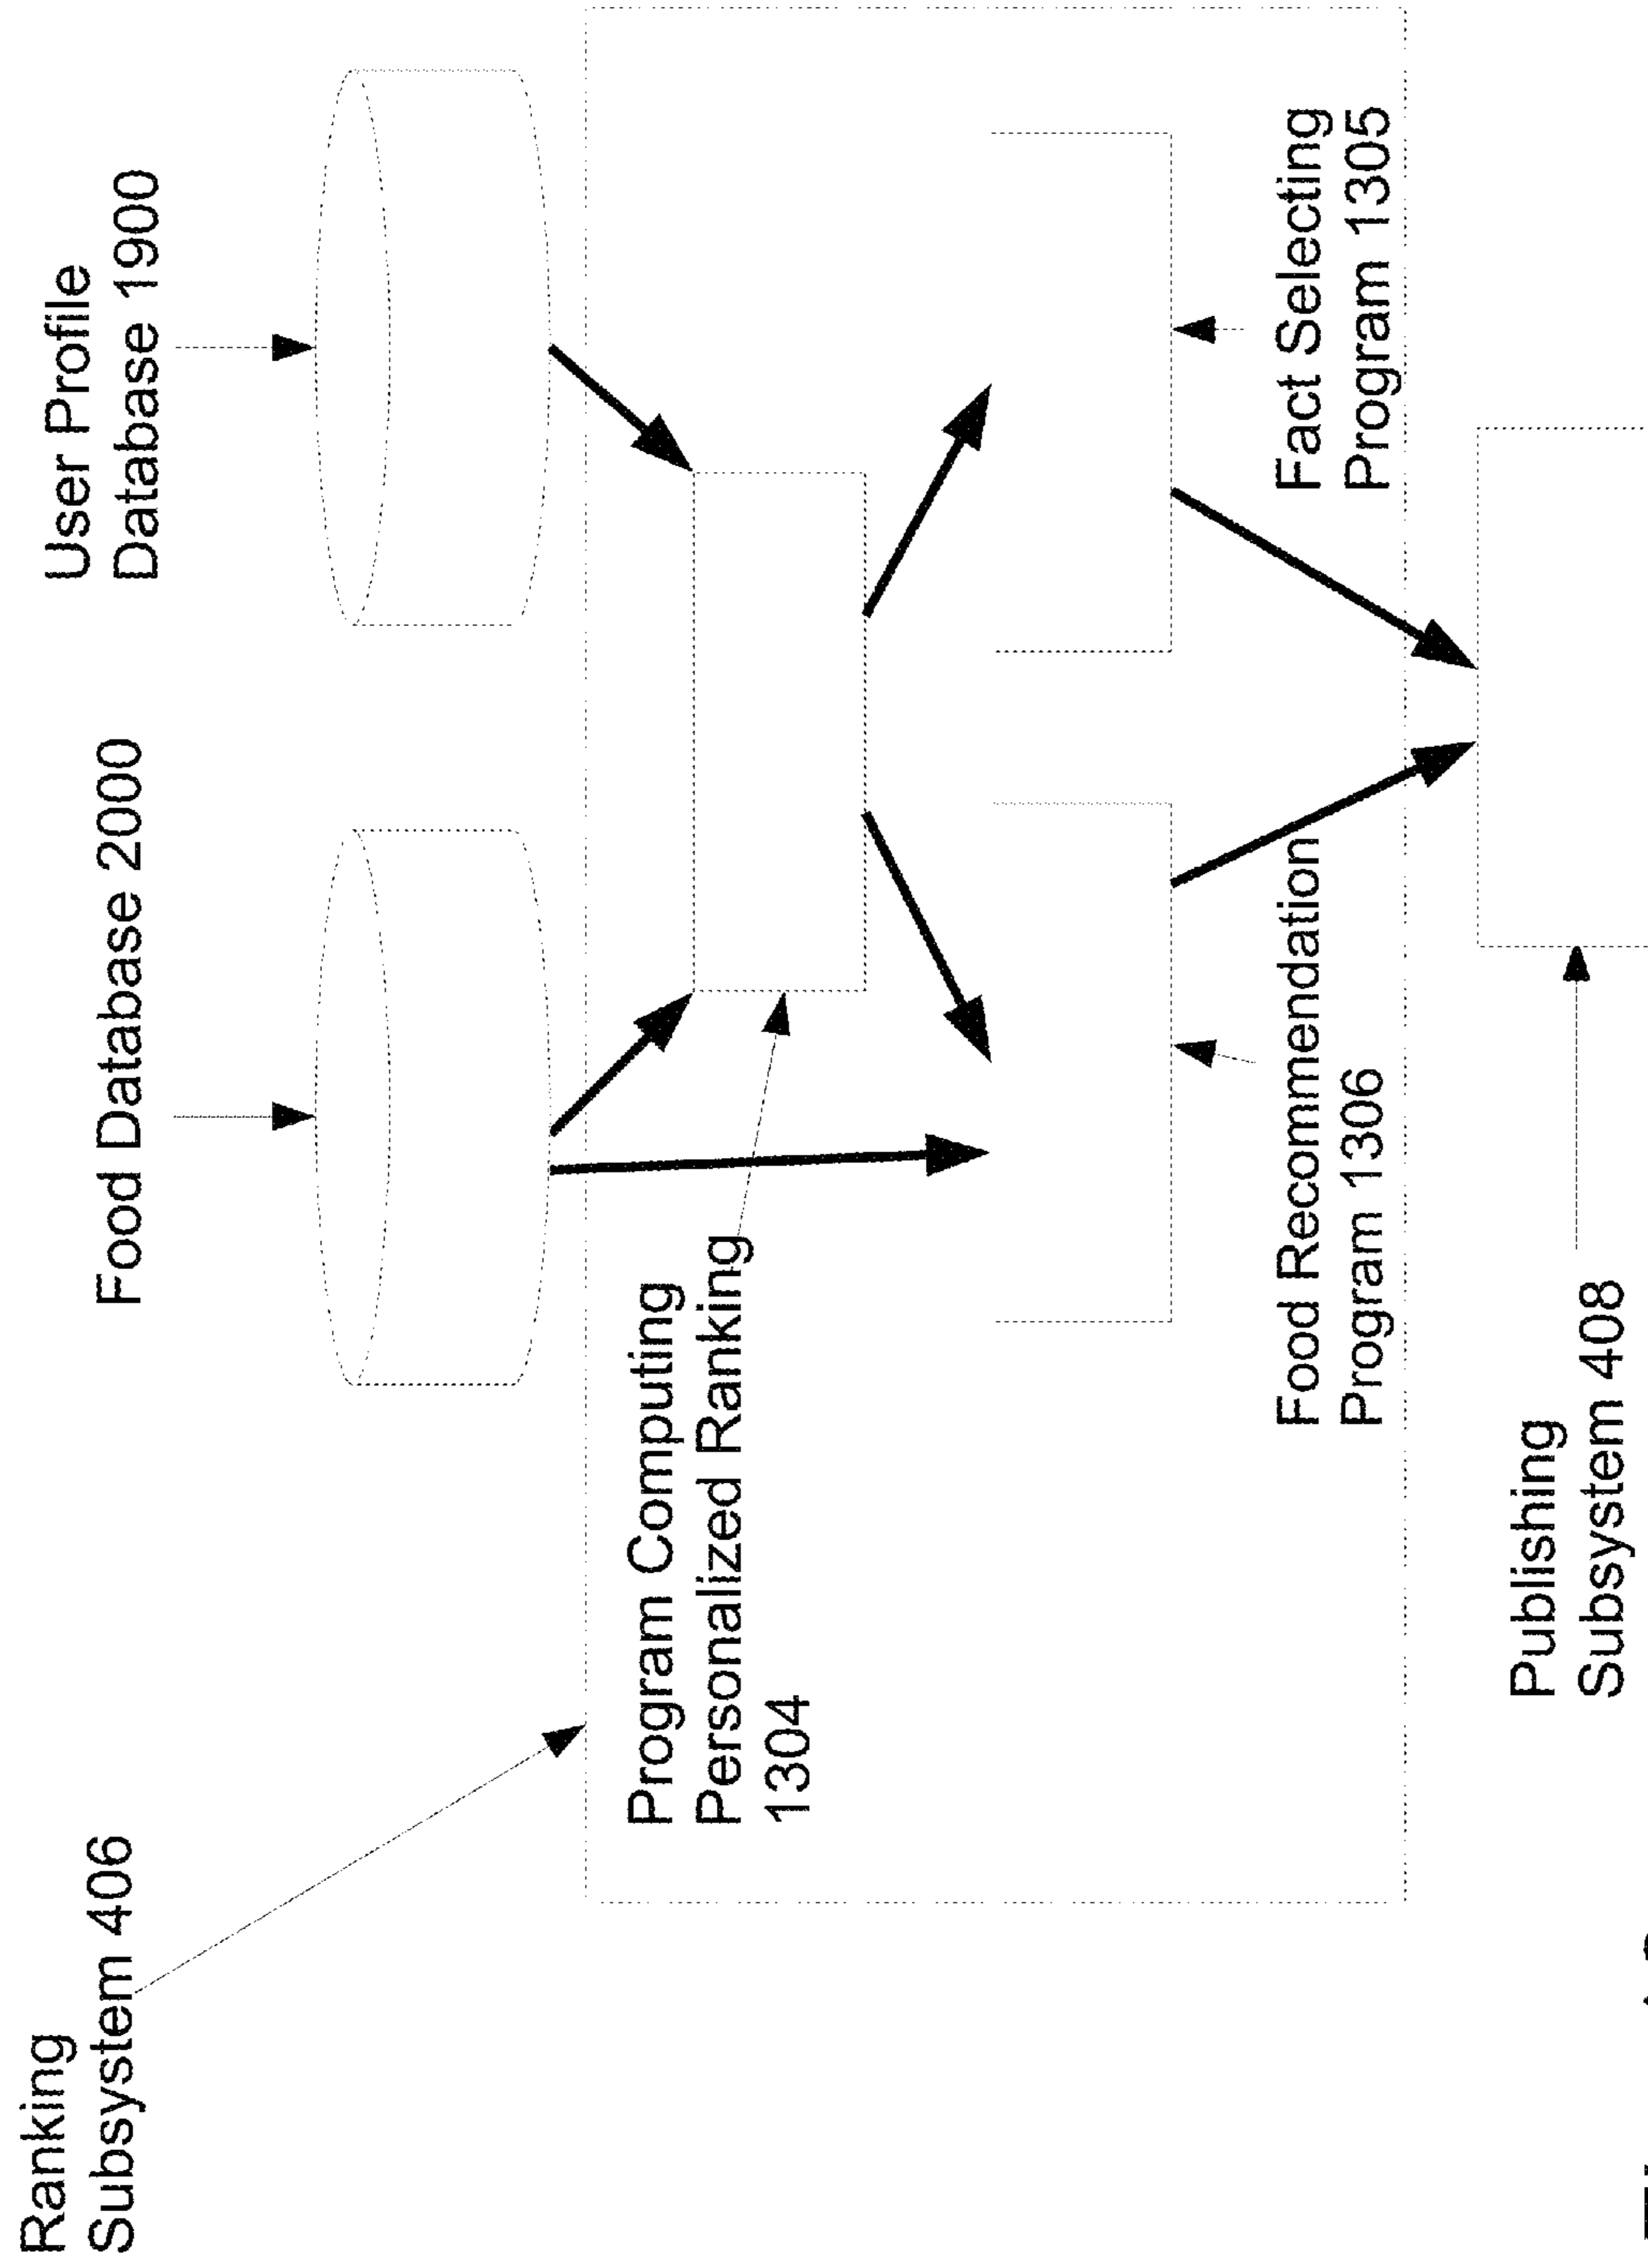 Ranking
Subsystem 406
Food Database 2000
User Profile
Database 1900
Program Computing
Personalized Ranking
1304
Food Recommendation
Program 1306
Fact Selecting
Program 1305
Publishing
Subsystem 408